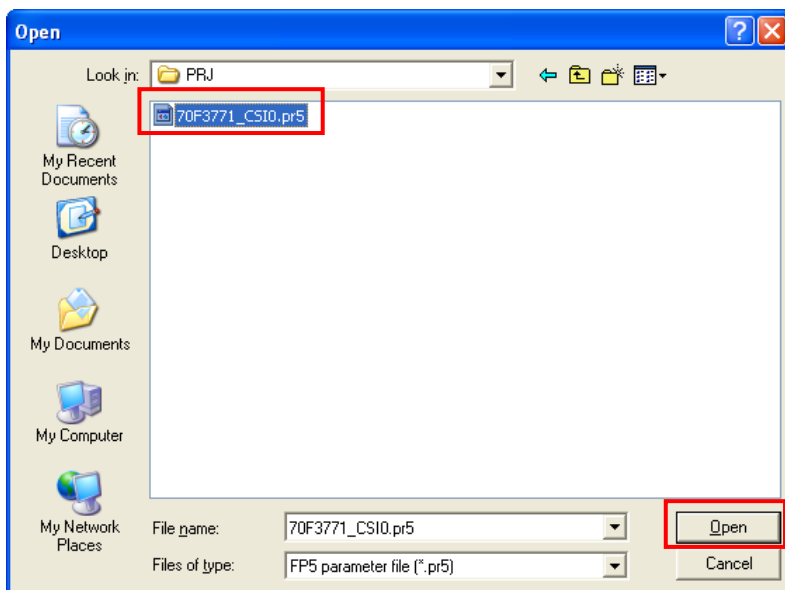 Open
Look in: PRJ
70F3771_CSI0.pr5
My Recent
Documents
Desktop
My Documents
My Computer
My Network
Places
File name: 70F3771_CSI0.pr5 Open
Files of type: FP5 parameter file (*.pr5) Cancel